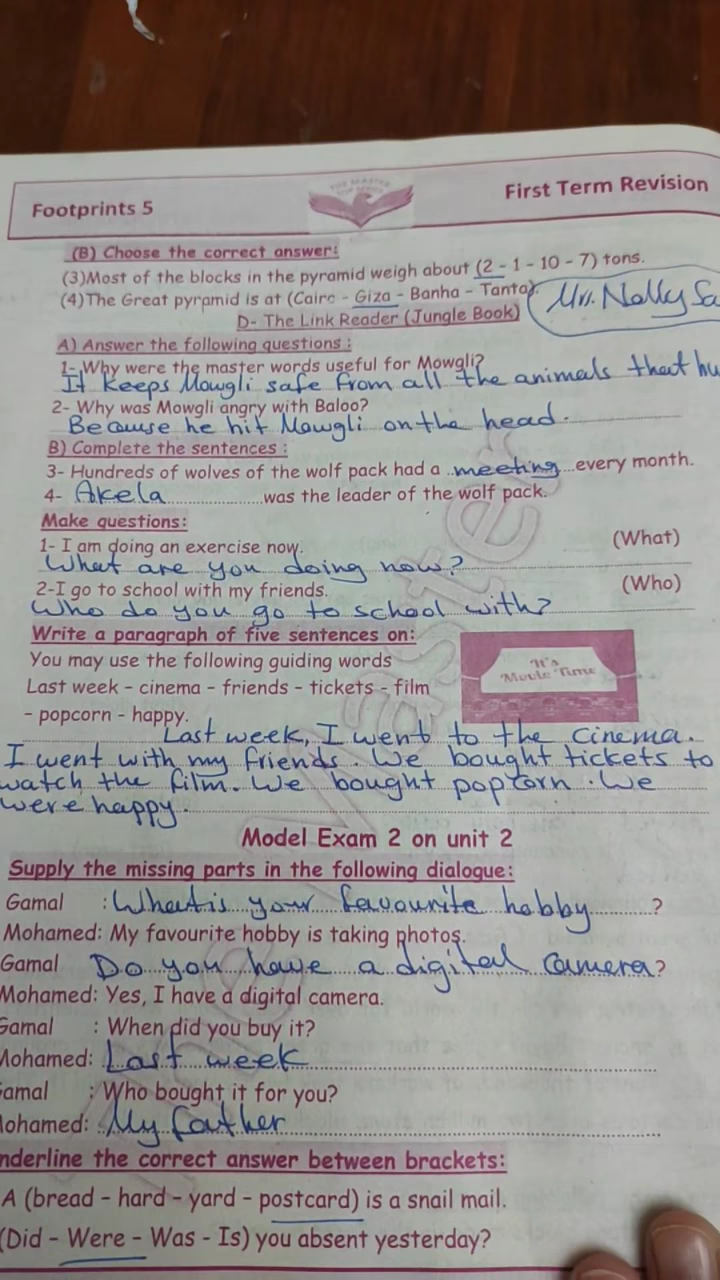 Footprints 5
THE MASTER
TOP SERIES
First Term Revision
(B) Choose the correct answer:
(3)Most of the blocks in the pyramid weigh about (2 - 1 - 10 - 7) tons.
(4)The Great pyramid is at (Cairo - Giza - Banha - Tanta).
Mrs. Nally Sa
D- The Link Reader (Jungle Book)
A) Answer the following questions :
1- Why were the master words useful for Mowgli?
It keeps Mowgli safe from all the animals that hu
2- Why was Mowgli angry with Baloo?
Because he hit Mowgli on the head.
B) Complete the sentences :
3- Hundreds of wolves of the wolf pack had a meeting every month.
4- Akela was the leader of the wolf pack.
Make questions:
1- I am doing an exercise now. (What)
What are you doing now?
2-I go to school with my friends. (Who)
Who do you go to school with?
Write a paragraph of five sentences on:
You may use the following guiding words
Last week - cinema - friends - tickets - film
- popcorn - happy.
It's
Movie Time
Last week, I went to the cinema.
I went with my friends. We bought tickets to
watch the film. We bought popcorn. We
were happy.
The Master
Model Exam 2 on unit 2
Supply the missing parts in the following dialogue:
Gamal : What is your favourite hobby ?
Mohamed: My favourite hobby is taking photos.
Gamal Do you have a digital camera?
Mohamed: Yes, I have a digital camera.
Gamal : When did you buy it?
Mohamed: Last week
Gamal : Who bought it for you?
Mohamed: My father
nderline the correct answer between brackets:
A (bread - hard - yard - postcard) is a snail mail.
(Did - Were - Was - Is) you absent yesterday?